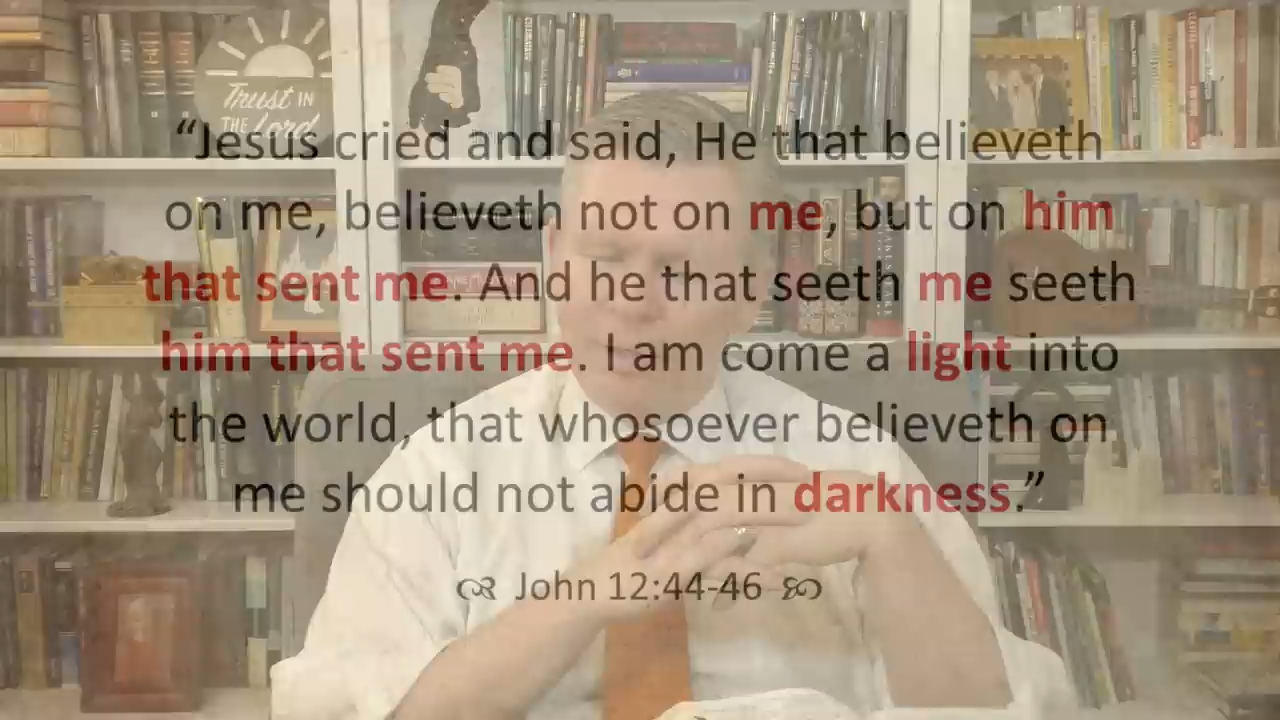 Trust IN
THE Lord
“Jesus cried and said, He that believeth
on me, believeth not on me, but on him
that sent me. And he that seeth me seeth
him that sent me. I am come a light into
the world, that whosoever believeth on
me should not abide in darkness.”
John 12:44-46